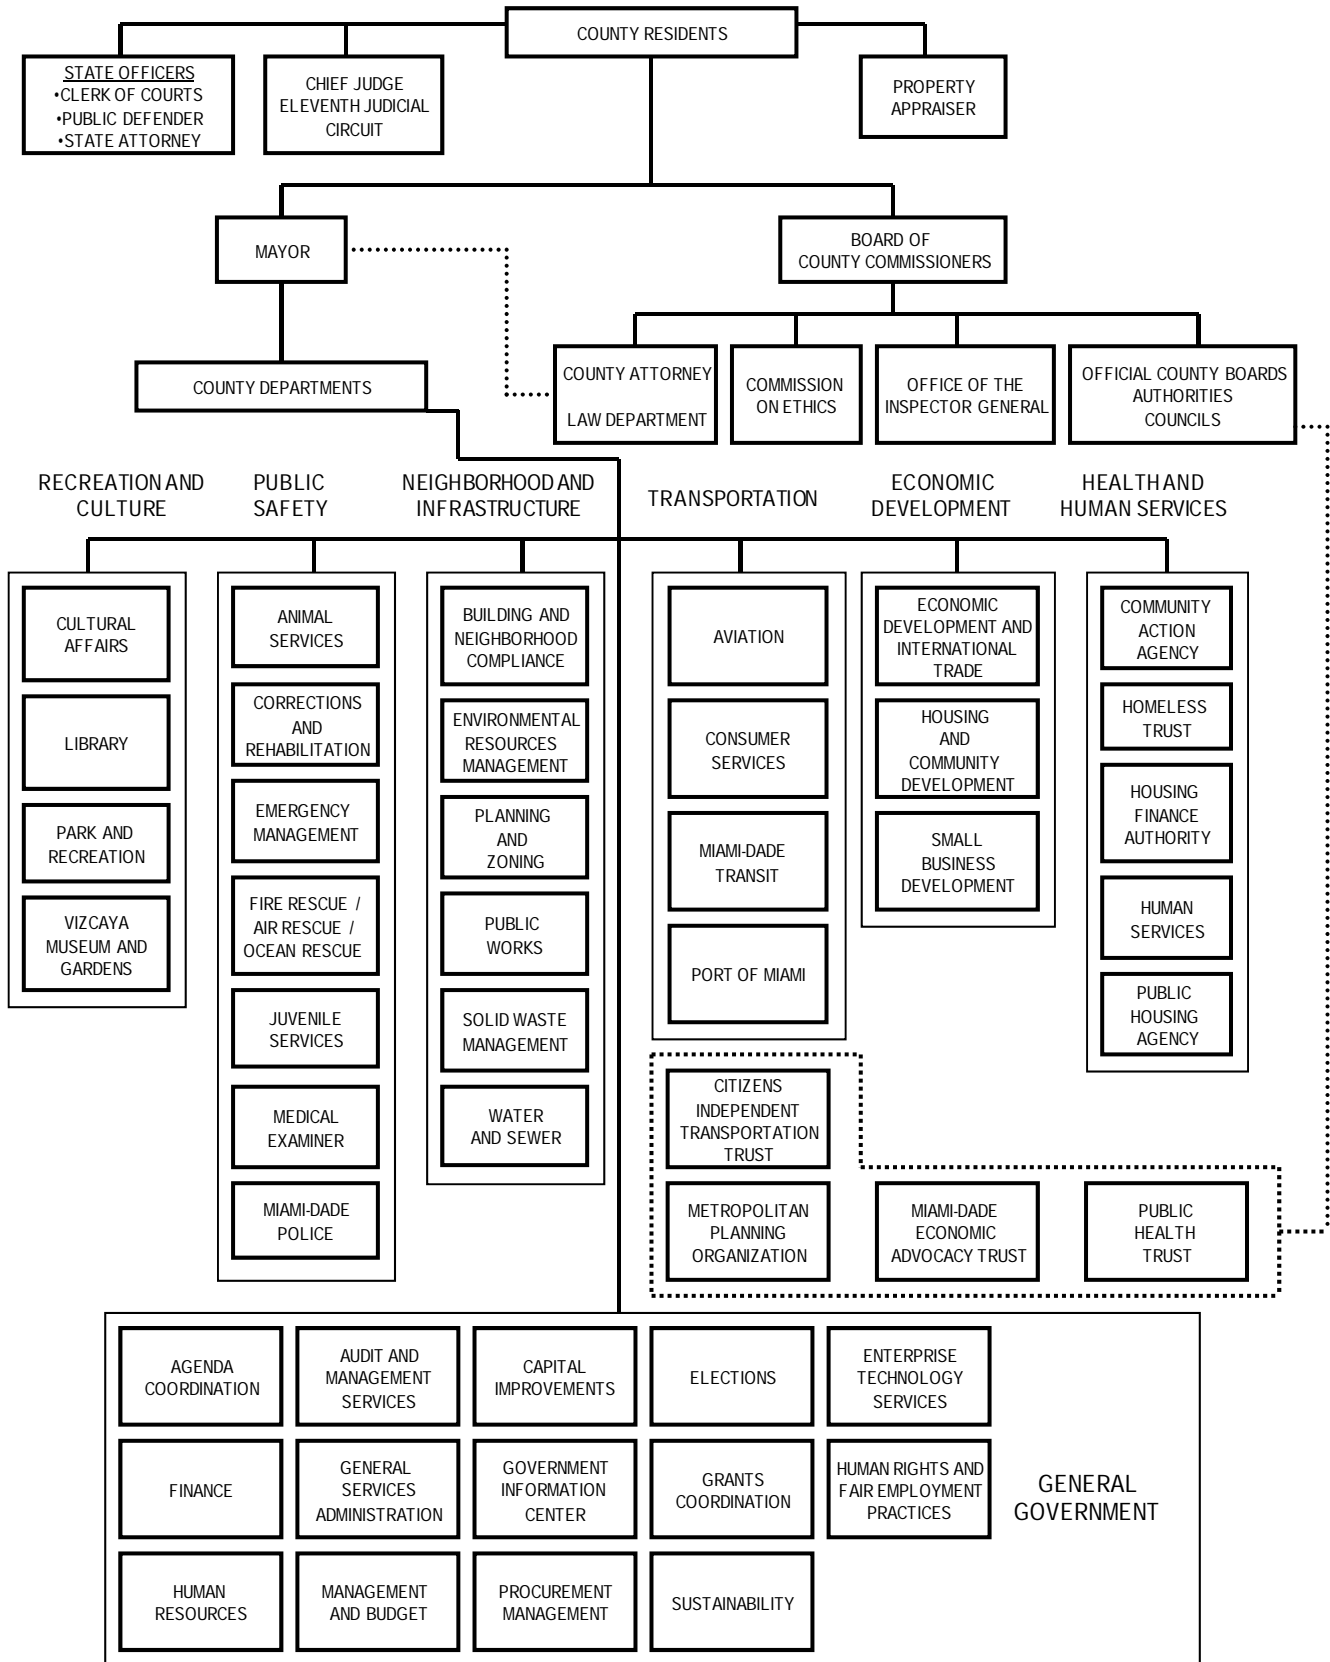 COUNTY RESIDENTS
STATE OFFICERS
•CLERK OF COURTS
•PUBLIC DEFENDER
•STATE ATTORNEY
CHIEF JUDGE
ELEVENTH JUDICIAL
CIRCUIT
PROPERTY
APPRAISER
MAYOR
BOARD OF
COUNTY COMMISSIONERS
COUNTY DEPARTMENTS
COUNTY ATTORNEY
LAW DEPARTMENT
COMMISSION
ON ETHICS
OFFICE OF THE
INSPECTOR GENERAL
OFFICIAL COUNTY BOARDS
AUTHORITIES
COUNCILS
RECREATION AND
CULTURE
PUBLIC
SAFETY
NEIGHBORHOOD AND
INFRASTRUCTURE
TRANSPORTATION
ECONOMIC
DEVELOPMENT
HEALTH AND
HUMAN SERVICES
CULTURAL
AFFAIRS
LIBRARY
PARK AND
RECREATION
VIZCAYA
MUSEUM AND
GARDENS
ANIMAL
SERVICES
CORRECTIONS
AND
REHABILITATION
EMERGENCY
MANAGEMENT
FIRE RESCUE /
AIR RESCUE /
OCEAN RESCUE
JUVENILE
SERVICES
MEDICAL
EXAMINER
MIAMI-DADE
POLICE
BUILDING AND
NEIGHBORHOOD
COMPLIANCE
ENVIRONMENTAL
RESOURCES
MANAGEMENT
PLANNING
AND
ZONING
PUBLIC
WORKS
SOLID WASTE
MANAGEMENT
WATER
AND SEWER
AVIATION
CONSUMER
SERVICES
MIAMI-DADE
TRANSIT
PORT OF MIAMI
ECONOMIC
DEVELOPMENT AND
INTERNATIONAL
TRADE
HOUSING
AND
COMMUNITY
DEVELOPMENT
SMALL
BUSINESS
DEVELOPMENT
COMMUNITY
ACTION
AGENCY
HOMELESS
TRUST
HOUSING
FINANCE
AUTHORITY
HUMAN
SERVICES
PUBLIC
HOUSING
AGENCY
CITIZENS
INDEPENDENT
TRANSPORTATION
TRUST
METROPOLITAN
PLANNING
ORGANIZATION
MIAMI-DADE
ECONOMIC
ADVOCACY TRUST
PUBLIC
HEALTH
TRUST
AGENDA
COORDINATION
AUDIT AND
MANAGEMENT
SERVICES
CAPITAL
IMPROVEMENTS
ELECTIONS
ENTERPRISE
TECHNOLOGY
SERVICES
FINANCE
GENERAL
SERVICES
ADMINISTRATION
GOVERNMENT
INFORMATION
CENTER
GRANTS
COORDINATION
HUMAN RIGHTS AND
FAIR EMPLOYMENT
PRACTICES
GENERAL
GOVERNMENT
HUMAN
RESOURCES
MANAGEMENT
AND BUDGET
PROCUREMENT
MANAGEMENT
SUSTAINABILITY